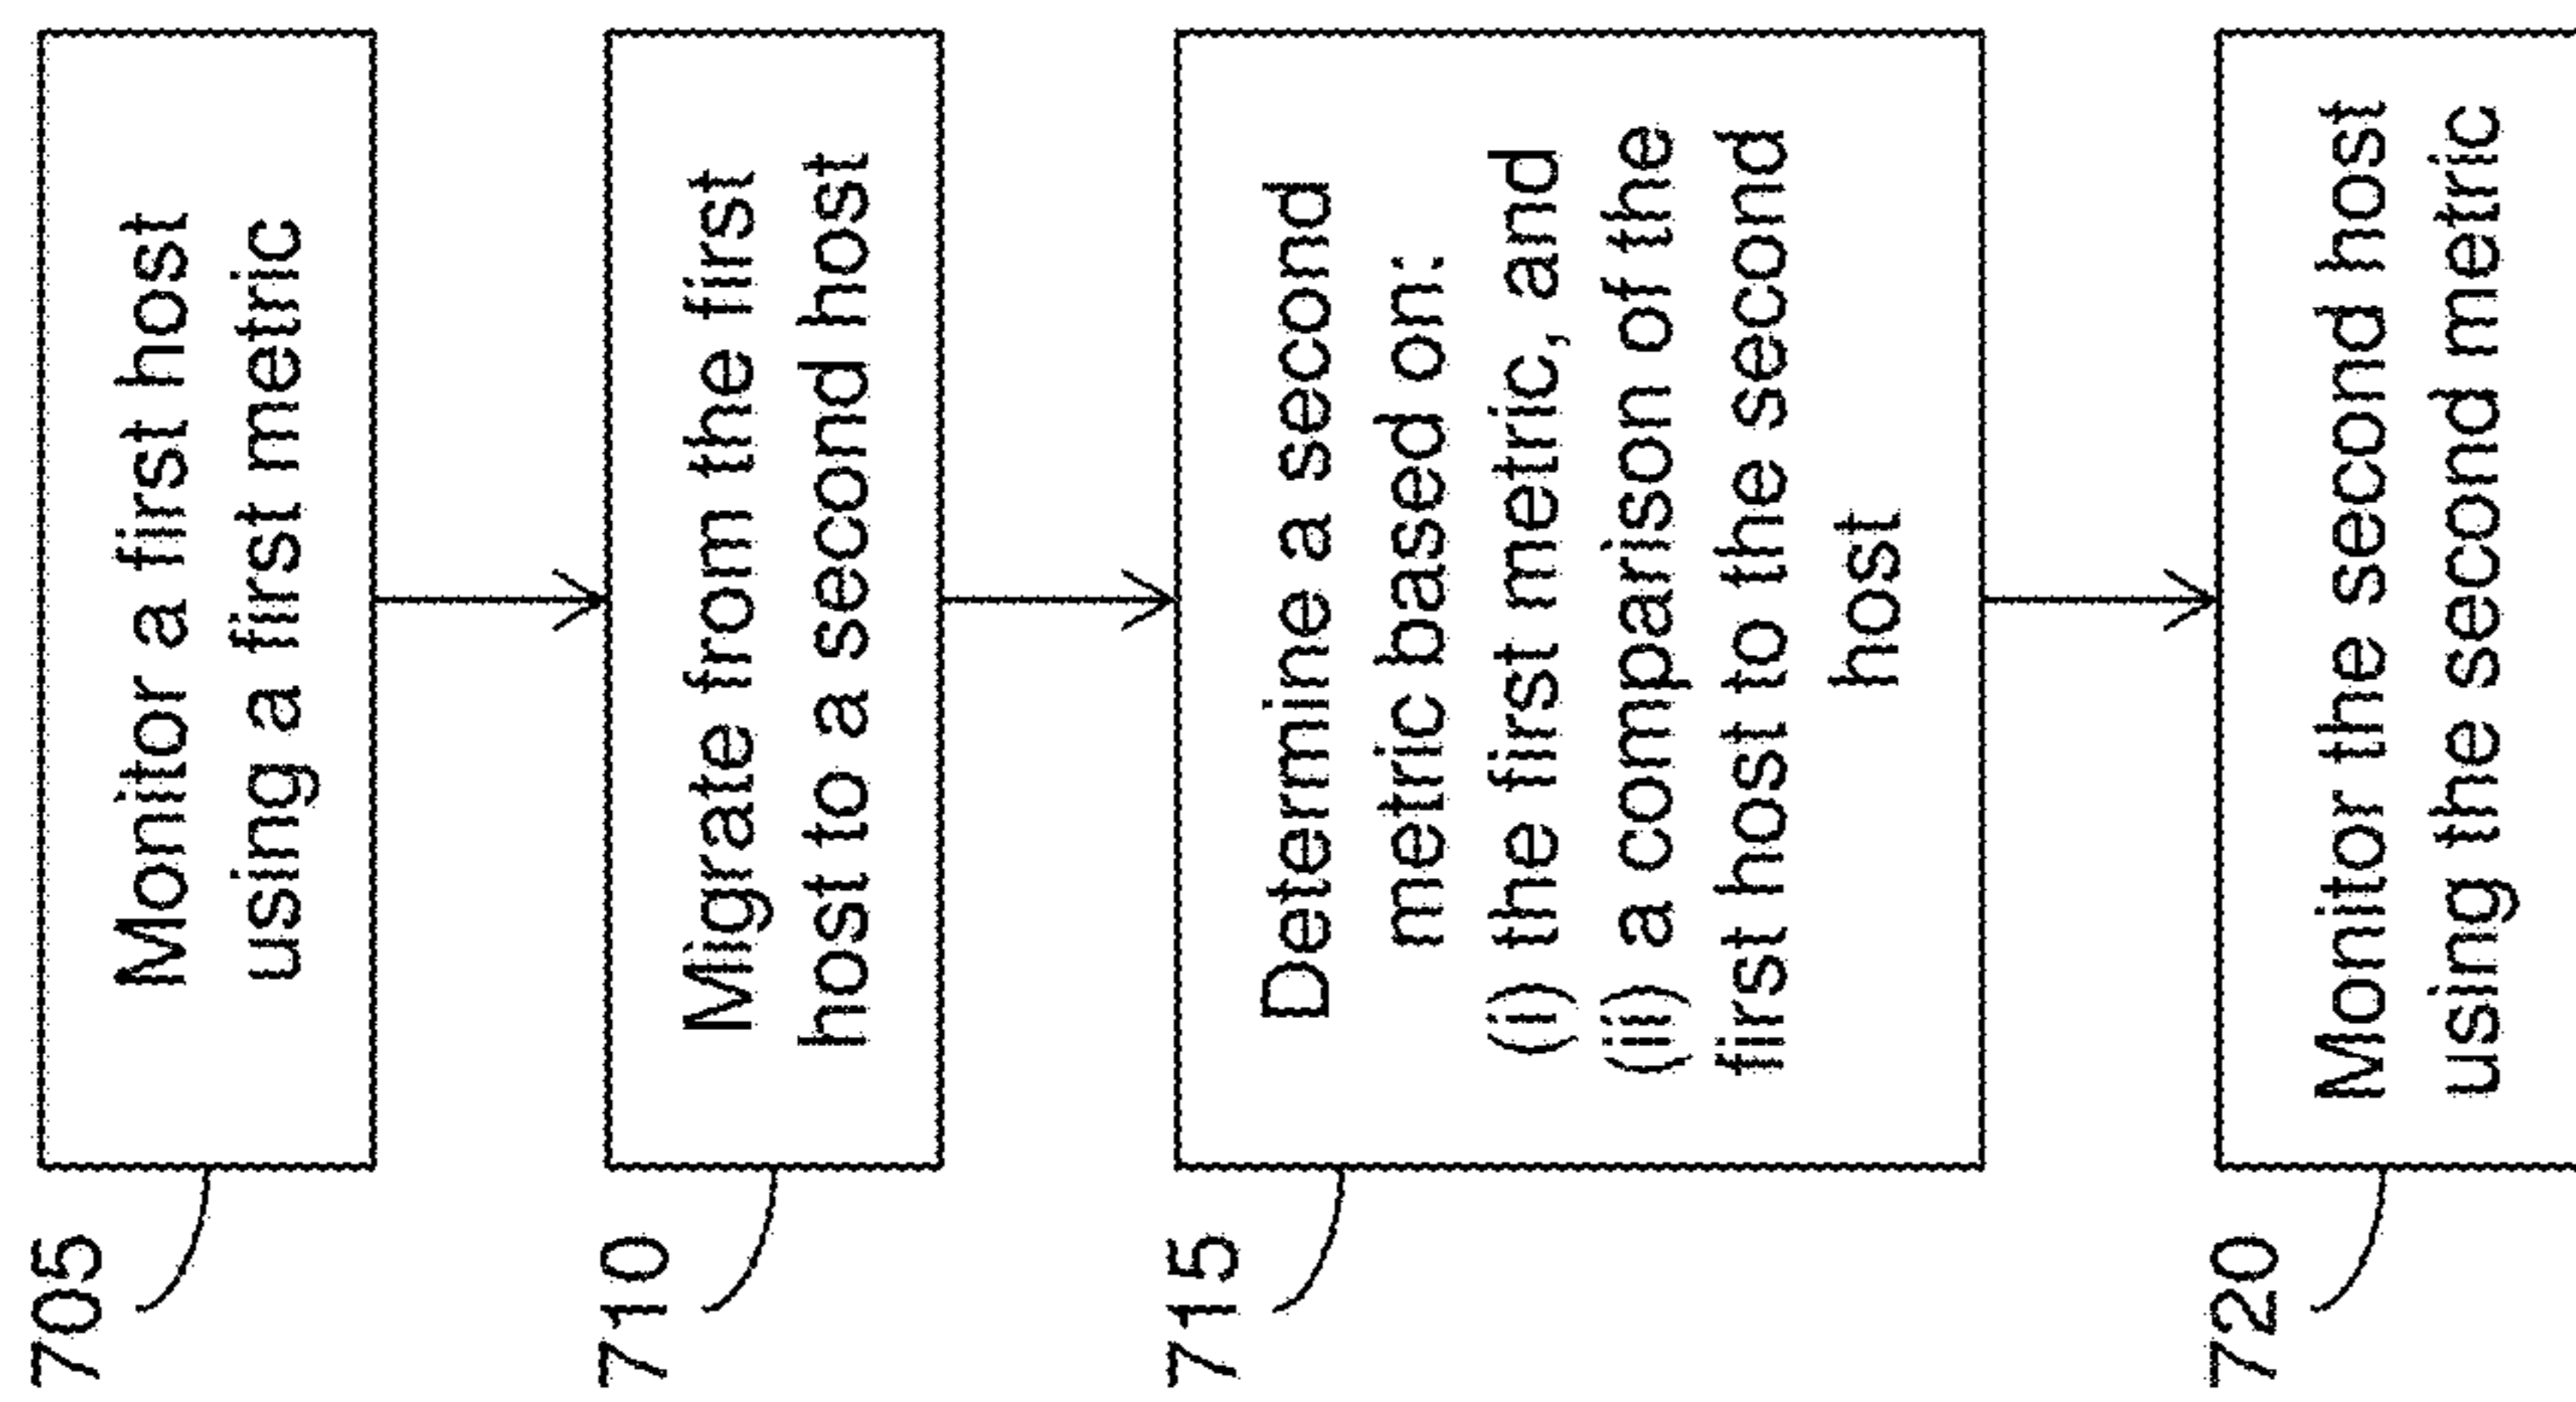 705
Monitor a first host
using a first metric
710
Migrate from the first
host to a second host
715
Determine a second
metric based on:
(i) the first metric, and
(ii) a comparison of the
first host to the second
host
720
Monitor the second host
using the second metric